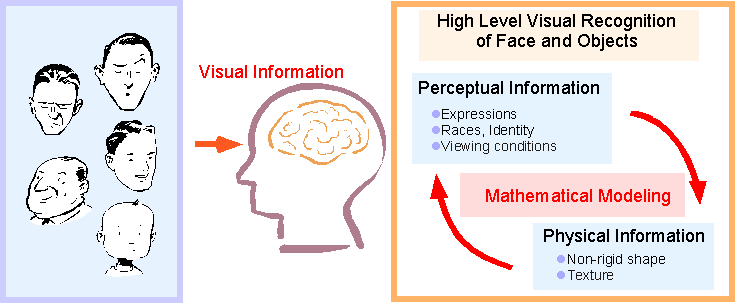 Visual Information
High Level Visual Recognition
of Face and Objects
Perceptual Information
Expressions
Races, Identity
Viewing conditions
Mathematical Modeling
Physical Information
Non-rigid shape
Texture